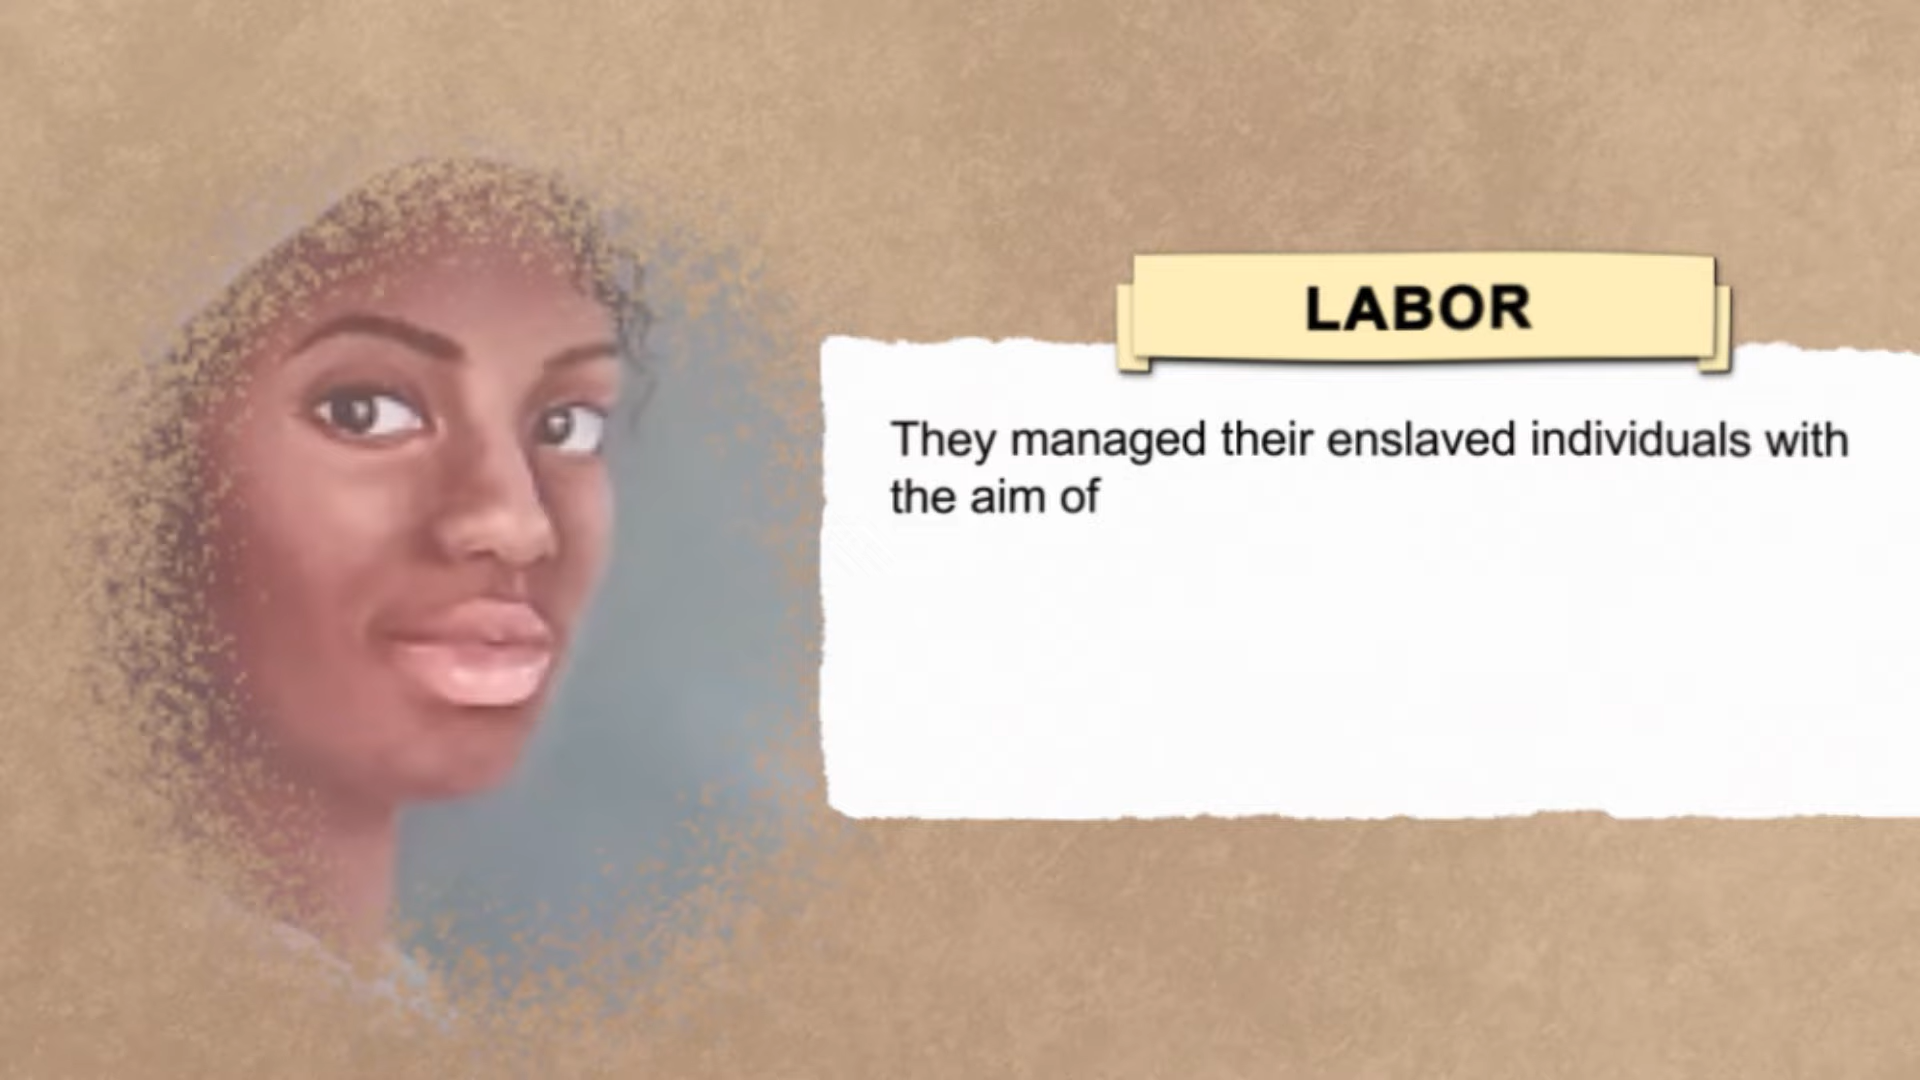 LABOR
They managed their enslaved individuals with
the aim of